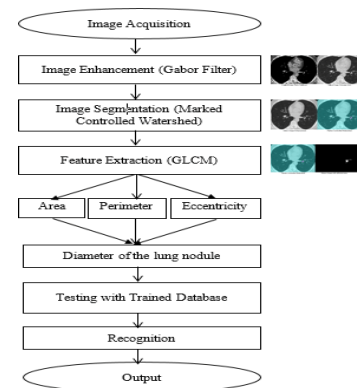 Image Acquisition
Image Enhancement (Gabor Filter)
Image Segmentation (Marked
Controlled Watershed)
Feature Extraction (GLCM)
Area
Perimeter
Eccentricity
Diameter of the lung nodule
Testing with Trained Database
Recognition
Output